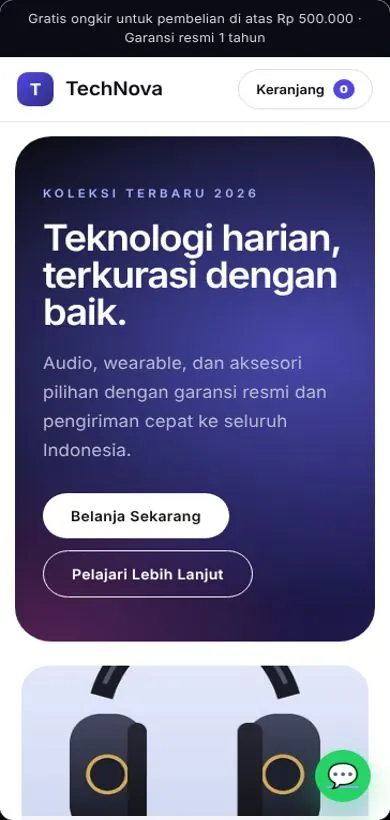 Gratis ongkir untuk pembelian di atas Rp 500.000 ·
Garansi resmi 1 tahun
T
TechNova
Keranjang 0
KOLEKSI TERBARU 2026
Teknologi harian,
terkurasi dengan
baik.
Audio, wearable, dan aksesori
pilihan dengan garansi resmi dan
pengiriman cepat ke seluruh
Indonesia.
Belanja Sekarang
Pelajari Lebih Lanjut